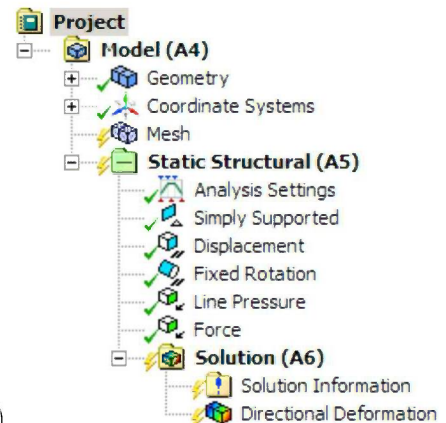 Project
Model (A4)
Geometry
Coordinate Systems
Mesh
Static Structural (A5)
Analysis Settings
Simply Supported
Displacement
Fixed Rotation
Line Pressure
Force
Solution (A6)
Solution Information
Directional Deformation
)